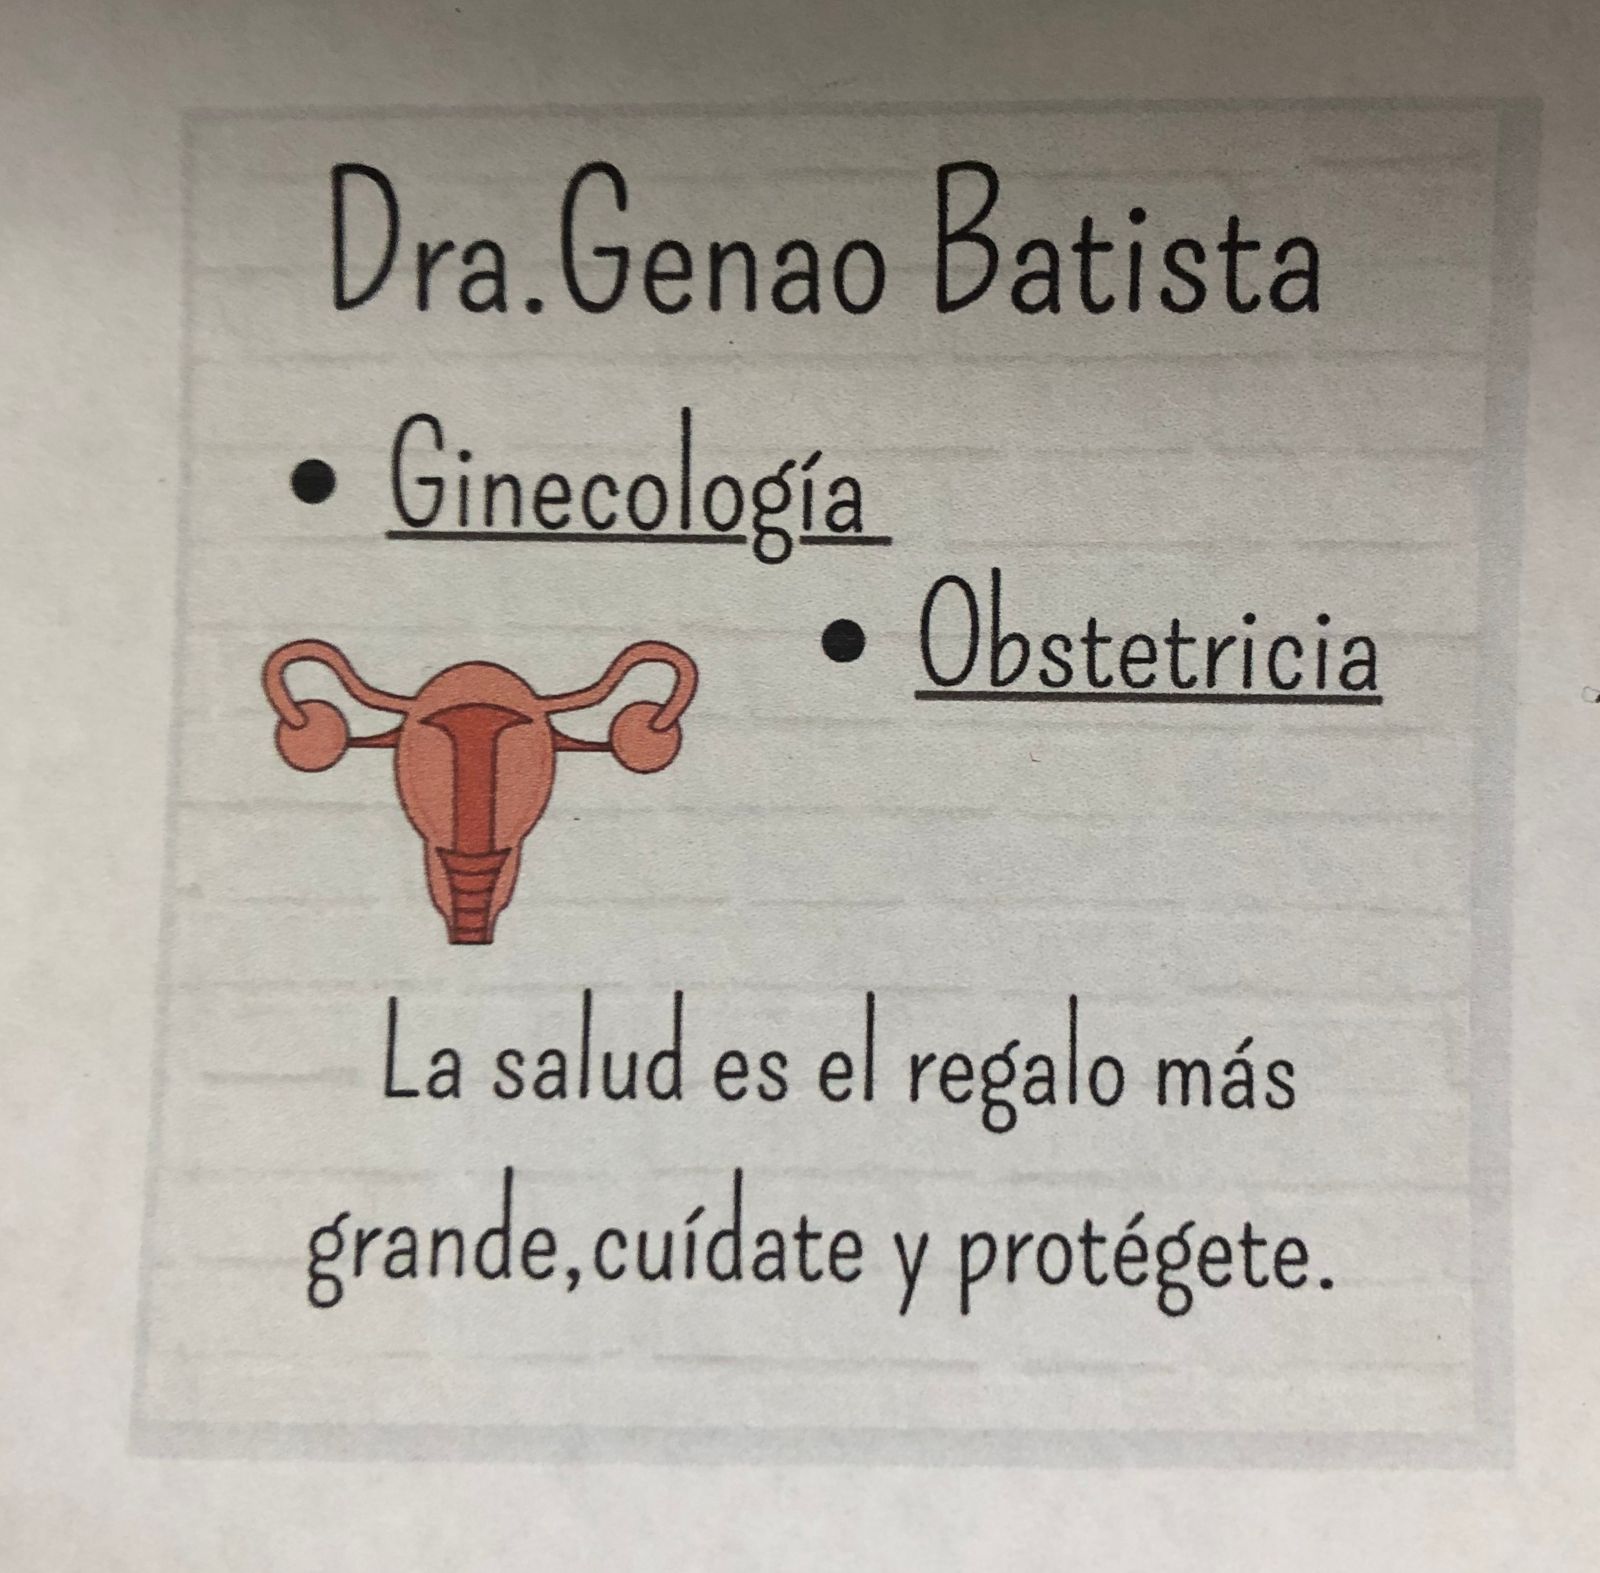 Dra.Genao Batista
• Ginecología
• Obstetricia
La salud es el regalo más
grande,cuídate y protégete.